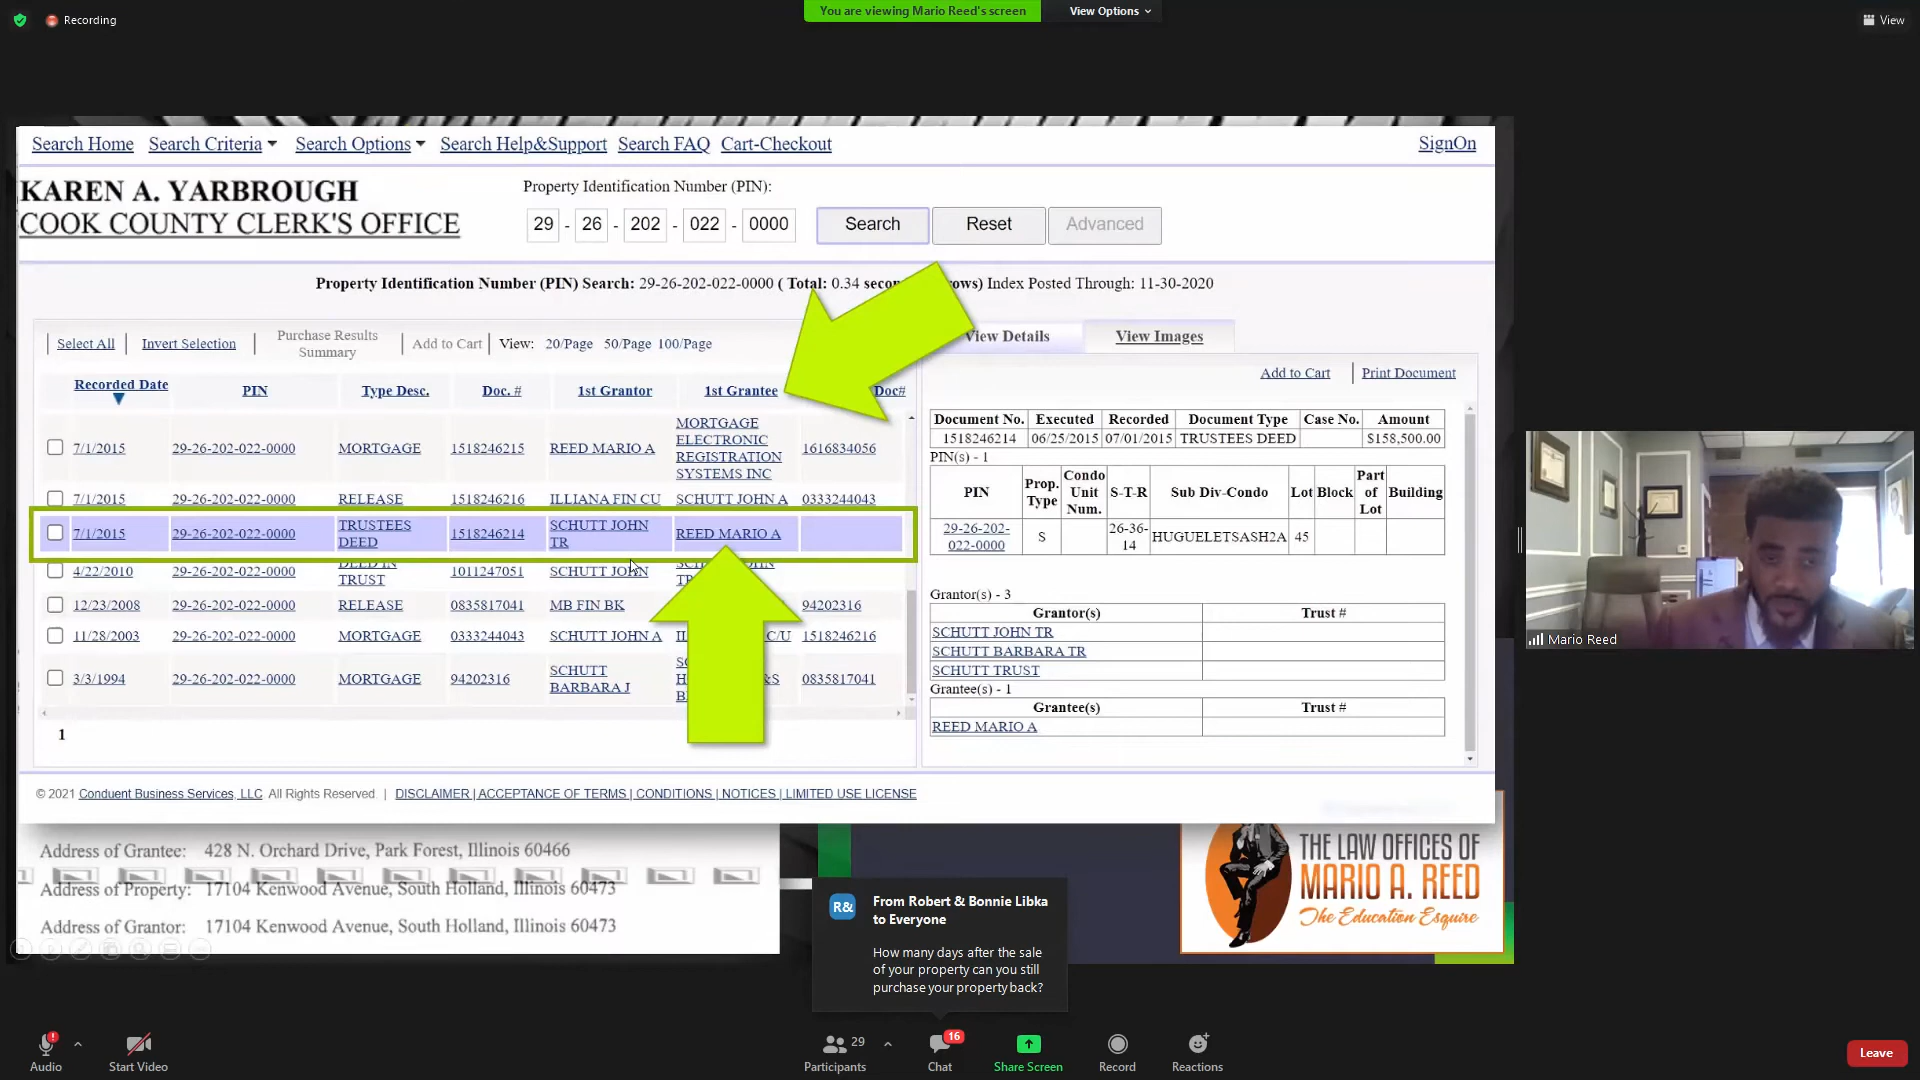 Recording
You are viewing Mario Reed's screen
View Options
View
Search Home Search Criteria Search Options Search Help&Support Search FAQ Cart-Checkout
SignOn
KAREN A. YARBROUGH
COOK COUNTY CLERK'S OFFICE
Property Identification Number (PIN):
29 - 26 - 202 - 022 - 0000
Search Reset Advanced
Property Identification Number (PIN) Search: 29-26-202-022-0000 ( Total: 0.34 rows) Index Posted Through: 11-30-2020
Select All Invert Selection Purchase Results Summary Add to Cart View: 20/Page 50/Page 100/Page
Recorded Date PIN Type Desc. Doc. # 1st Grantor 1st Grantee Doc#
7/1/2015 29-26-202-022-0000 MORTGAGE 1518246215 REED MARIO A MORTGAGE ELECTRONIC REGISTRATION SYSTEMS INC 1616834056
7/1/2015 29-26-202-022-0000 RELEASE 1518246216 ILLIANA FIN CU SCHUTT JOHN A 0333244043
7/1/2015 29-26-202-022-0000 TRUSTEES DEED 1518246214 SCHUTT JOHN TR REED MARIO A
4/22/2010 29-26-202-022-0000 DEED IN TRUST 1011247051 SCHUTT JOHN SCHUTT JOHN
12/23/2008 29-26-202-022-0000 RELEASE 0835817041 MB FIN BK 94202316
11/28/2003 29-26-202-022-0000 MORTGAGE 0333244043 SCHUTT JOHN A C/U 1518246216
3/3/1994 29-26-202-022-0000 MORTGAGE 94202316 SCHUTT BARBARA J 0835817041
1
View Details View Images
Add to Cart Print Document
Document No. Executed Recorded Document Type Case No. Amount
1518246214 06/25/2015 07/01/2015 TRUSTEES DEED $158,500.00
PIN(s) - 1
PIN Prop. Type Condo Unit Num. S-T-R Sub Div-Condo Lot Block Part of Lot Building
29-26-202-022-0000 S 26-36-14 HUGUELETSASH2A 45
Grantor(s) - 3
Grantor(s) Trust #
SCHUTT JOHN TR
SCHUTT BARBARA TR
SCHUTT TRUST
Grantee(s) - 1
Grantee(s) Trust #
REED MARIO A
© 2021 Conduent Business Services, LLC All Rights Reserved. | DISCLAIMER | ACCEPTANCE OF TERMS | CONDITIONS | NOTICES | LIMITED USE LICENSE
Address of Grantee: 428 N. Orchard Drive, Park Forest, Illinois 60466
Address of Property: 17104 Kenwood Avenue, South Holland, Illinois 60473
Address of Grantor: 17104 Kenwood Avenue, South Holland, Illinois 60473
THE LAW OFFICES OF
MARIO A. REED
The Education Esquire
Mario Reed
R&
From Robert & Bonnie Libka
to Everyone
How many days after the sale
of your property can you still
purchase your property back?
Audio Start Video Participants 29 Chat 16 Share Screen Record Reactions Leave